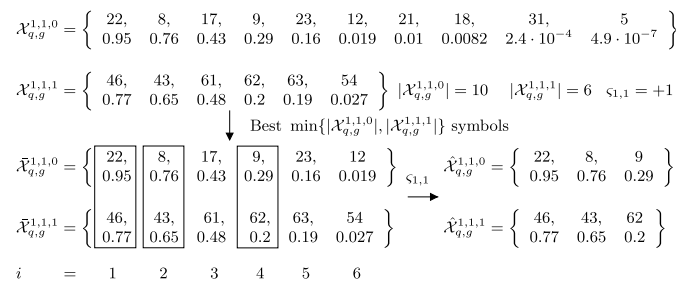 𝒳_{q,g}^{1,1,0} = { 22, 8, 17, 9, 23, 12, 21, 18, 31, 5
0.95 0.76 0.43 0.29 0.16 0.019 0.01 0.0082 2.4 · 10^{−4} 4.9 · 10^{−7} }
𝒳_{q,g}^{1,1,1} = { 46, 43, 61, 62, 63, 54
0.77 0.65 0.48 0.2 0.19 0.027 } |𝒳_{q,g}^{1,1,0}| = 10 |𝒳_{q,g}^{1,1,1}| = 6 ς_{1,1} = +1
Best min{|𝒳_{q,g}^{1,1,0}|, |𝒳_{q,g}^{1,1,1}|} symbols
𝒳̄_{q,g}^{1,1,0} = { 22, 8, 17, 9, 23, 12
0.95 0.76 0.43 0.29 0.16 0.019 }
ς_{1,1}
𝒳̂_{q,g}^{1,1,0} = { 22, 8, 9
0.95 0.76 0.29 }
𝒳̄_{q,g}^{1,1,1} = { 46, 43, 61, 62, 63, 54
0.77 0.65 0.48 0.2 0.19 0.027 }
𝒳̂_{q,g}^{1,1,1} = { 46, 43, 62
0.77 0.65 0.2 }
i = 1 2 3 4 5 6